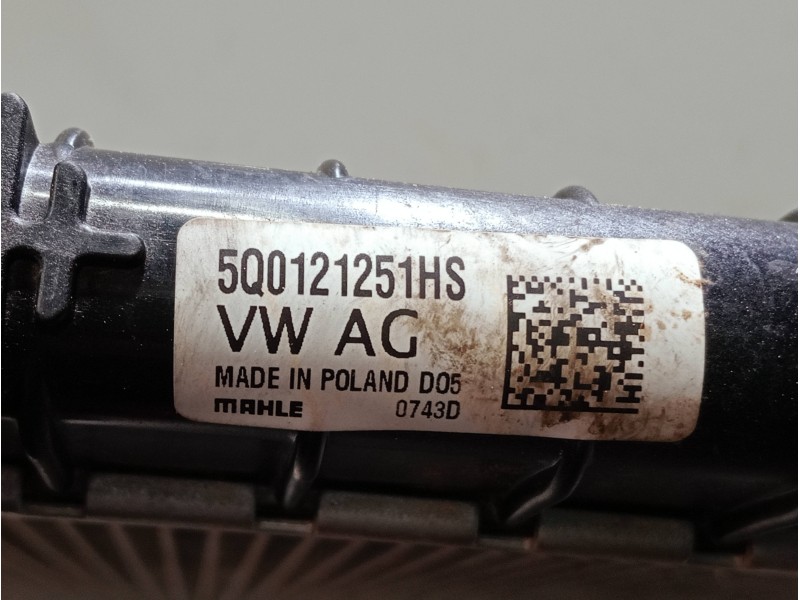 5Q0121251HS
VW AG
MADE IN POLAND D05
MAHLE 0743D